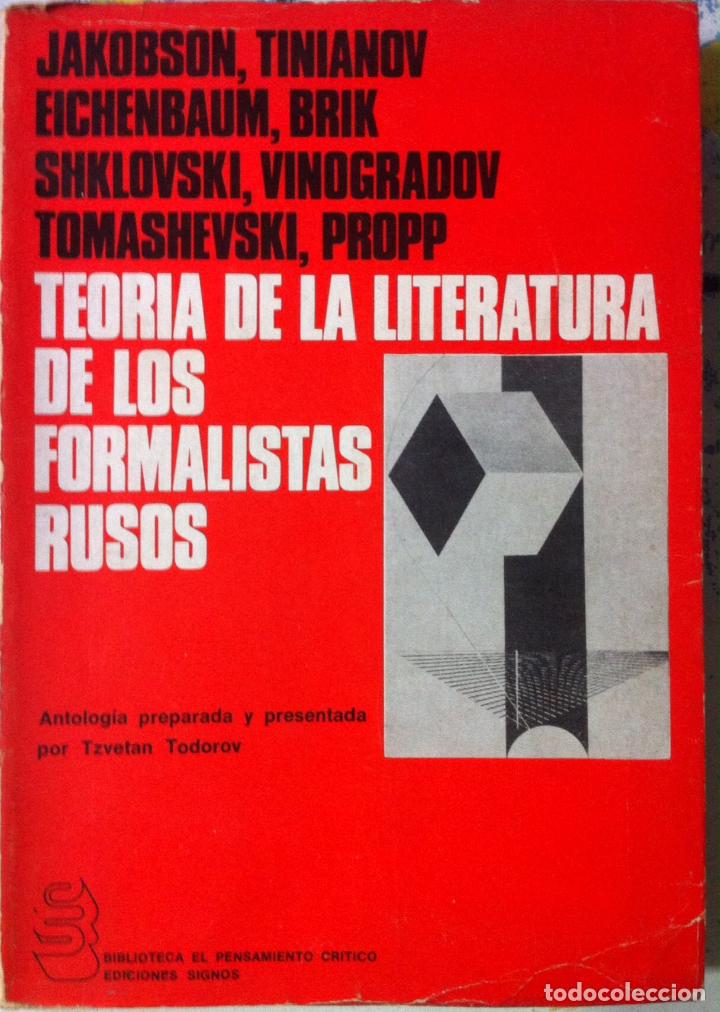 JAKOBSON, TINIANOV
EICHENBAUM, BRIK
SHKLOVSKI, VINOGRADOV
TOMASHEVSKI, PROPP
TEORIA DE LA LITERATURA
DE LOS
FORMALISTAS
RUSOS
Antología preparada y presentada
por Tzvetan Todorov
BIBLIOTECA EL PENSAMIENTO CRITICO
EDICIONES SIGNOS
todocoleccion